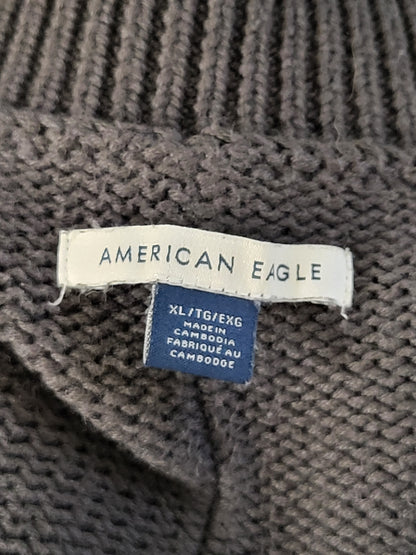 AMERICAN EAGLE
XL/TG/EXG
MADE IN
CAMBODIA
FABRIQUÉ AU
CAMBODGE